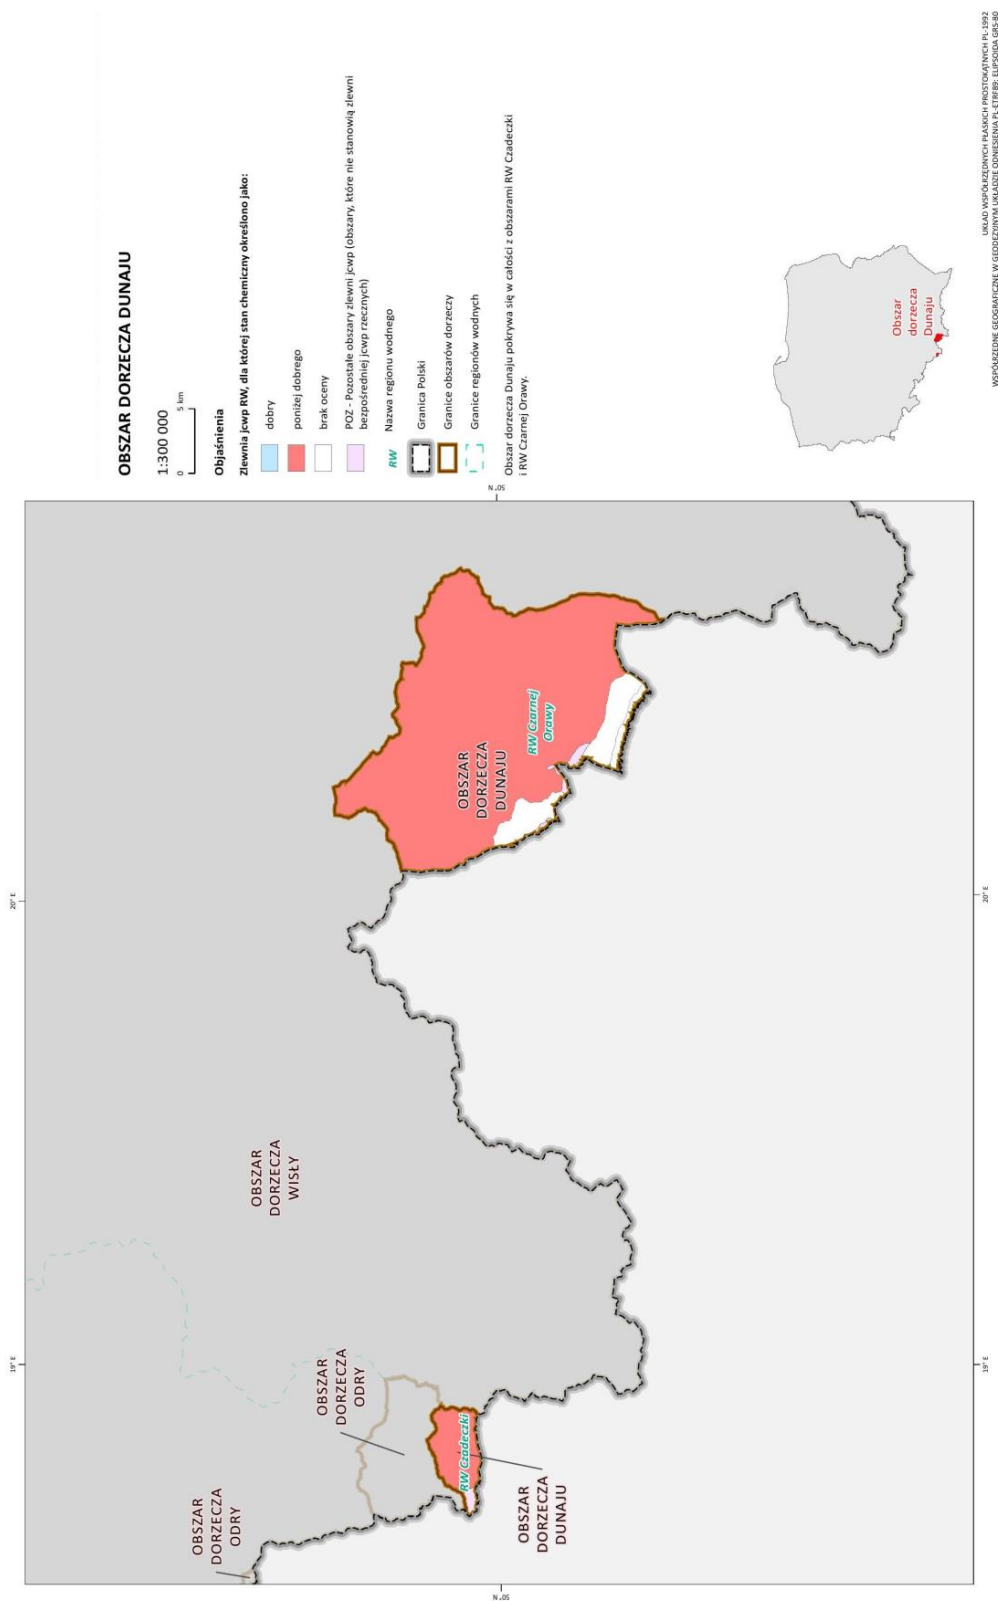 OBSZAR DORZECZA DUNAJU
1:300 000
0 5 km
Objaśnienia
Zlewnia jcwp RW, dla której stan chemiczny określono jako:
dobry
poniżej dobrego
brak oceny
POZ - Pozostałe obszary zlewni jcwp (obszary, które nie stanowią zlewni
bezpośredniej jcwp rzecznych)
RW Nazwa regionu wodnego
Granica Polski
Granice obszarów dorzeczy
Granice regionów wodnych
Obszar dorzecza Dunaju pokrywa się w całości z obszarami RW Czadeczki
i RW Czarnej Orawy.
Obszar
dorzecza
Dunaju
UKŁAD WSPÓŁRZĘDNYCH PŁASKICH PROSTOKĄTNYCH PL-1992
WSPÓŁRZĘDNE GEOGRAFICZNE W GEODEZYJNYM UKŁADZIE ODNIESIENIA PL-ETRF89; ELIPSOIDA GRS-80
19° E
20° E
OBSZAR
DORZECZA
ODRY
OBSZAR
DORZECZA
ODRY
OBSZAR
DORZECZA
WISŁY
RW Czadeczki
OBSZAR
DORZECZA
DUNAJU
OBSZAR
DORZECZA
DUNAJU
RW Czarnej
Orawy
N °05
N °05
19° E
20° E